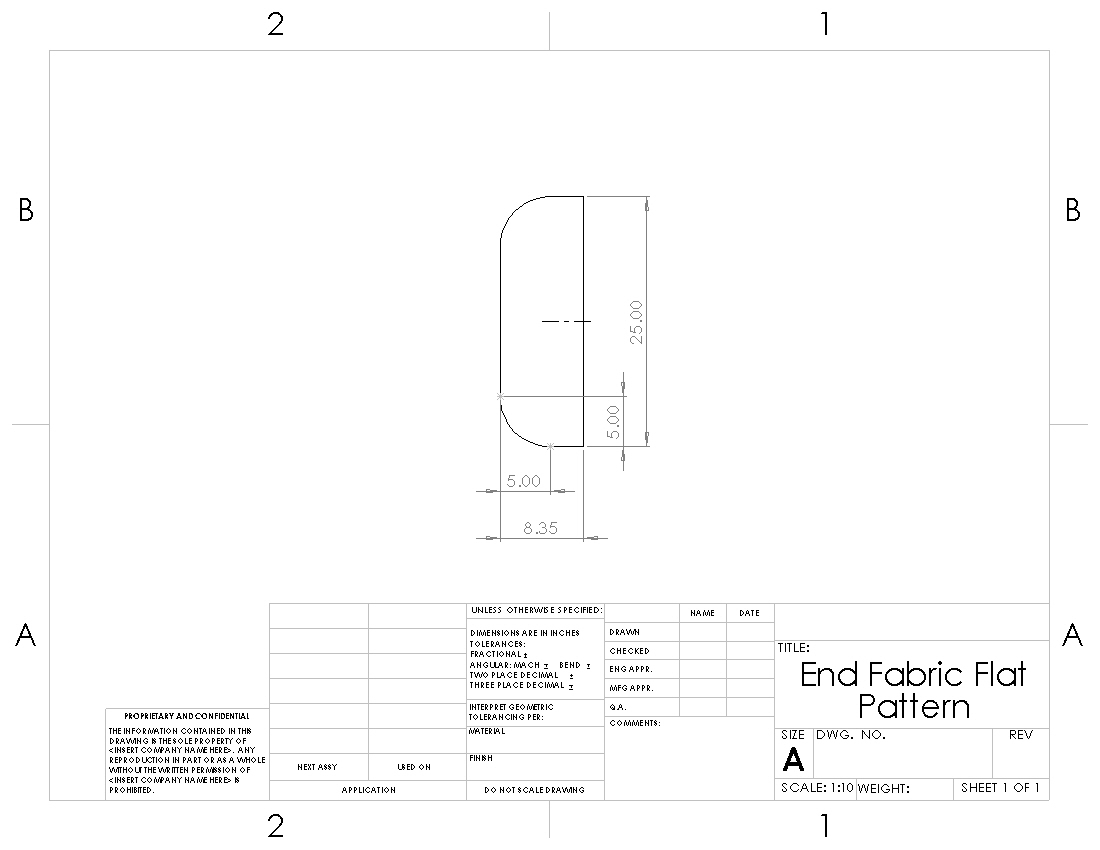 2 1
B B
25.00
5.00
5.00
8.35
A A
UNLESS OTHERWISE SPECIFIED:
DIMENSIONS ARE IN INCHES
TOLERANCES:
FRACTIONAL ±
ANGULAR: MACH ± BEND ±
TWO PLACE DECIMAL ±
THREE PLACE DECIMAL ±
INTERPRET GEOMETRIC
TOLERANCING PER:
MATERIAL
FINISH
DO NOT SCALE DRAWING
NAME DATE
DRAWN
CHECKED
ENG APPR.
MFG APPR.
Q.A.
COMMENTS:
TITLE:
End Fabric Flat
Pattern
SIZE DWG. NO. REV
A
SCALE: 1:10 WEIGHT: SHEET 1 OF 1
PROPRIETARY AND CONFIDENTIAL
THE INFORMATION CONTAINED IN THIS
DRAWING IS THE SOLE PROPERTY OF
<INSERT COMPANY NAME HERE>. ANY
REPRODUCTION IN PART OR AS A WHOLE
WITHOUT THE WRITTEN PERMISSION OF
<INSERT COMPANY NAME HERE> IS
PROHIBITED.
NEXT ASSY USED ON
APPLICATION
2 1